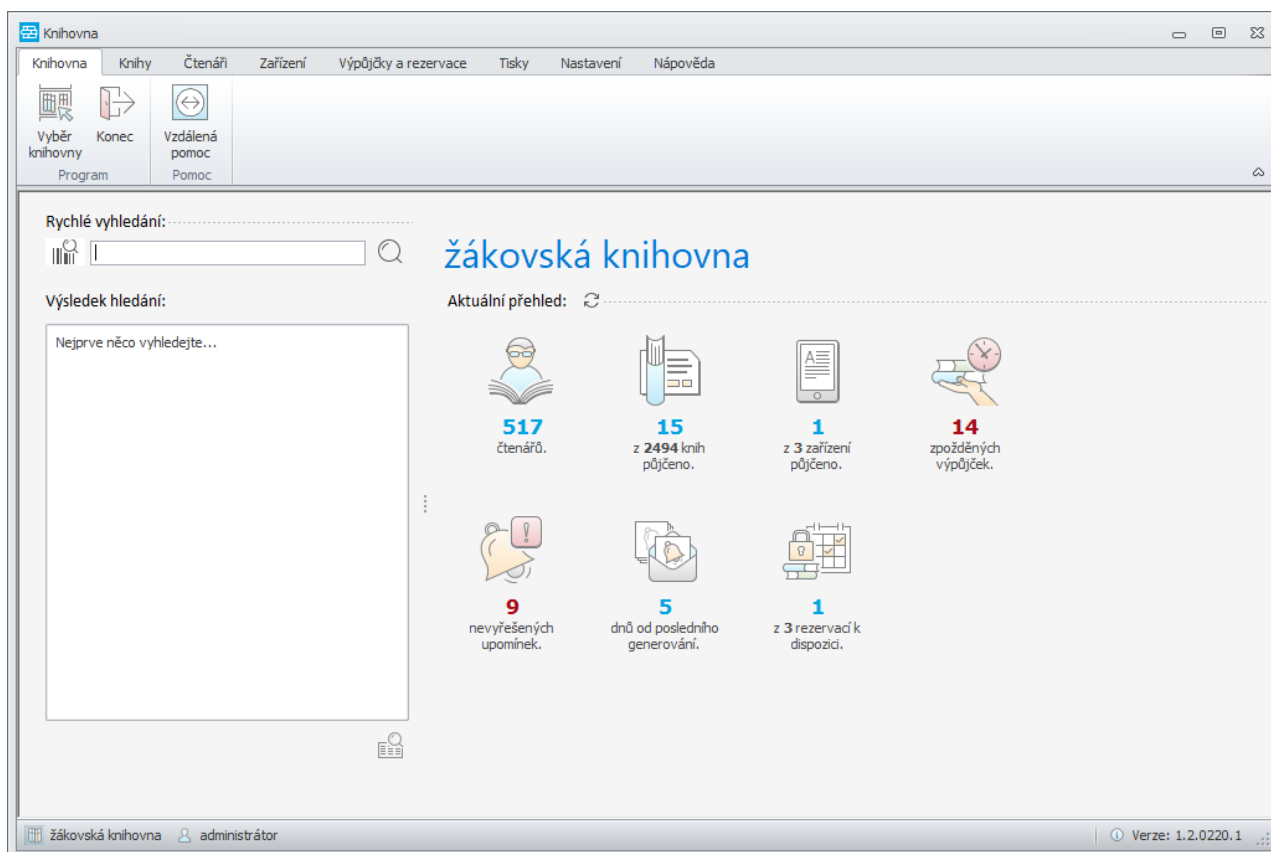 Knihovna
Knihovna Knihy Čtenáři Zařízení Výpůjčky a rezervace Tisky Nastavení Nápověda
Vyběr knihovny
Konec
Vzdálená pomoc
Program
Pomoc
Rychlé vyhledání:
žákovská knihovna
Výsledek hledání:
Aktuální přehled:
Nejprve něco vyhledejte...
A
517
čtenářů.
15
z 2494 knih
půjčeno.
1
z 3 zařízení
půjčeno.
14
zpožděných
výpůjček.
9
nevyřešených
upomínek.
5
dnů od posledního
generování.
1
z 3 rezervací k
dispozici.
žákovská knihovna administrátor Verze: 1.2.0220.1